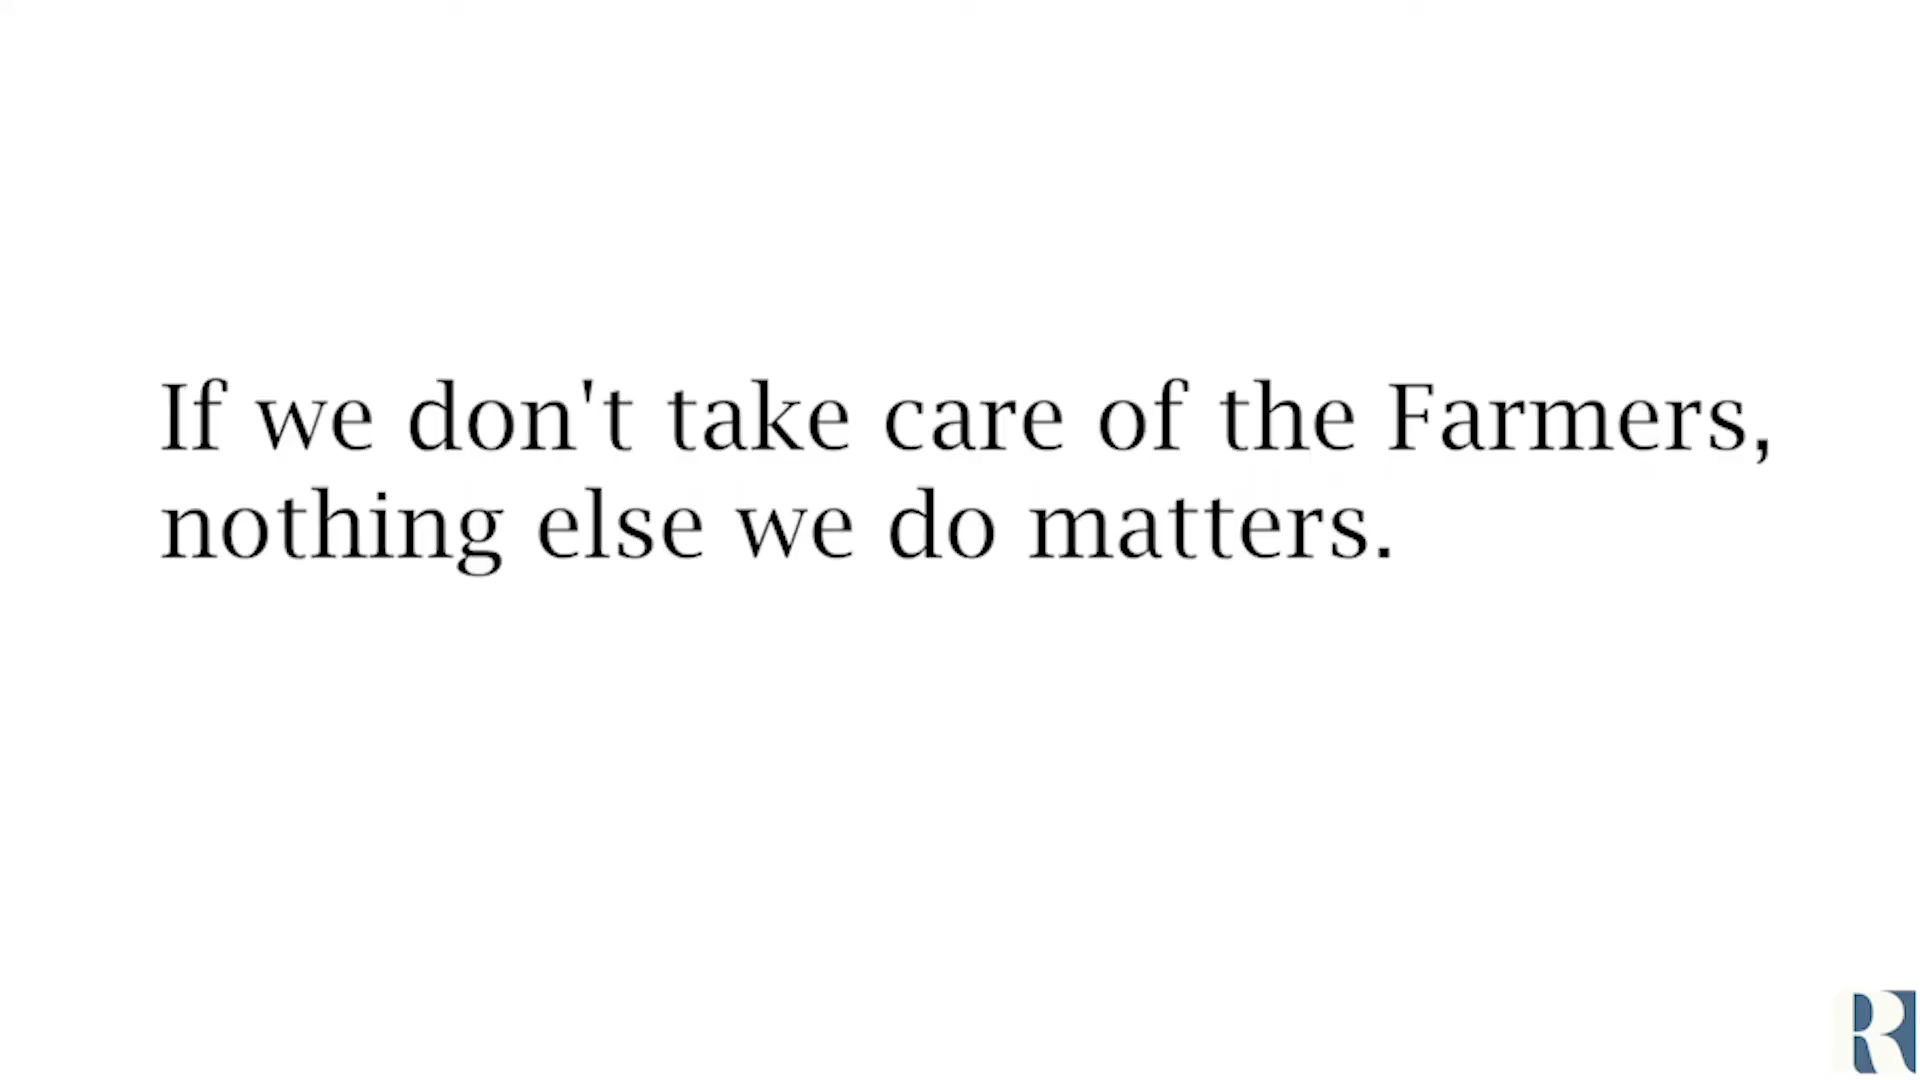 If we don't take care of the Farmers,
nothing else we do matters.
R